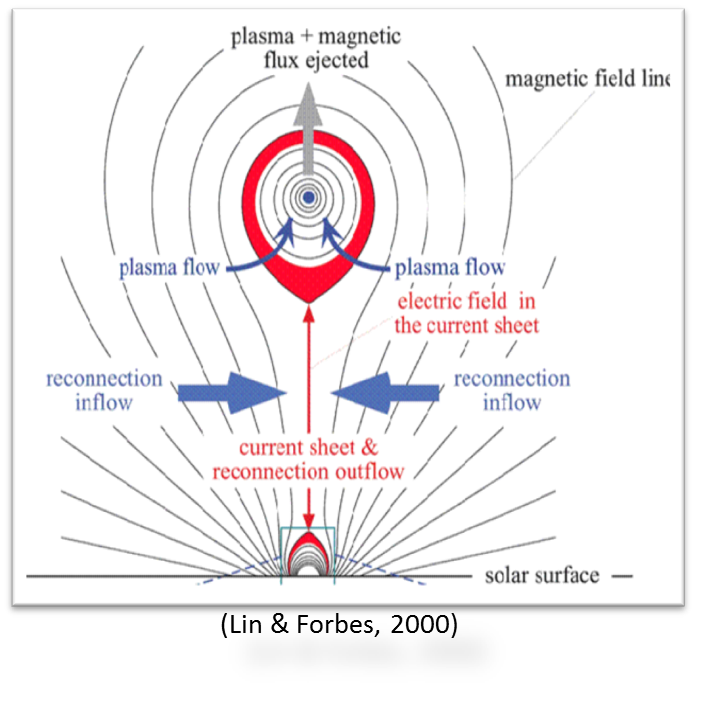 plasma + magnetic
flux ejected
magnetic field line
plasma flow
plasma flow
electric field in
the current sheet
reconnection
inflow
reconnection
inflow
current sheet &
reconnection outflow
solar surface
(Lin & Forbes, 2000)